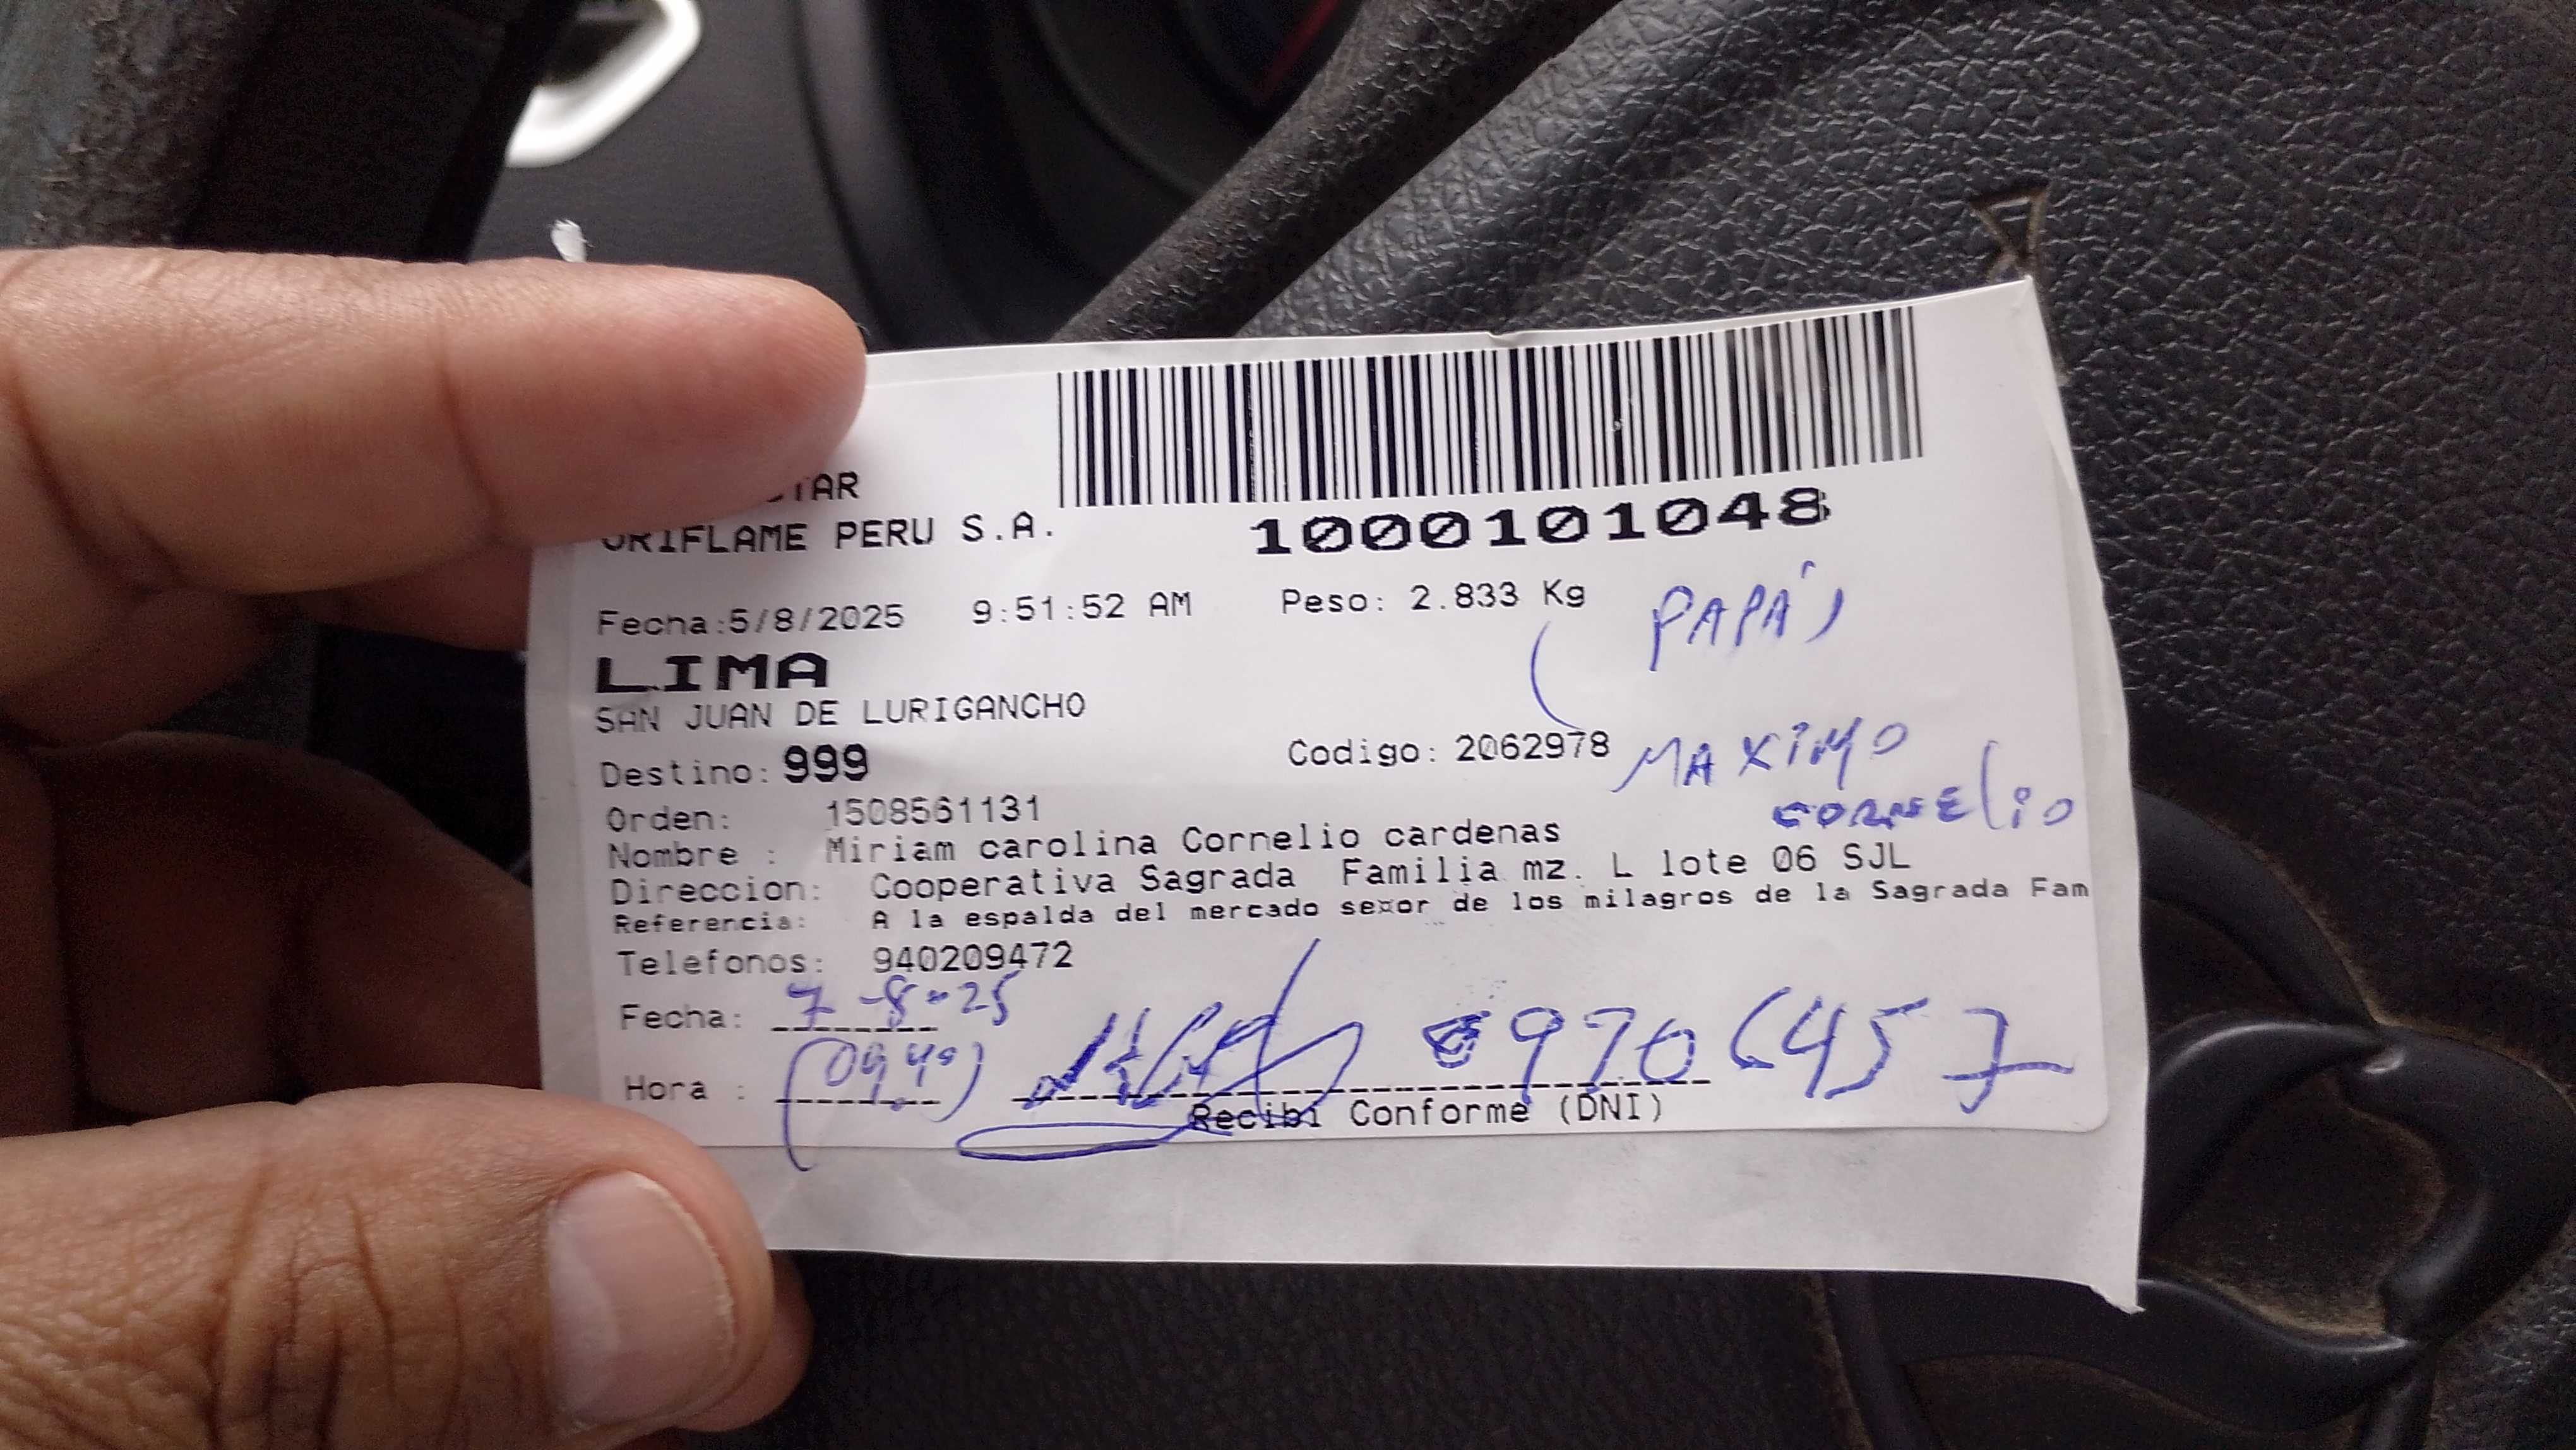 ORIFLAME PERU S.A.
1000101048
Fecha:5/8/2025 9:51:52 AM Peso: 2.833 Kg
(PAPÁ)
LIMA
SAN JUAN DE LURIGANCHO
Destino: 999 Codigo: 2062978
MAXIMO
CORNELIO
Orden: 1508561131
Nombre : Miriam carolina Cornelio cardenas
Direccion: Cooperativa Sagrada Familia mz. L lote 06 SJL
Referencia: A la espalda del mercado se¤or de los milagros de la Sagrada Fam
Telefonos: 940209472
Fecha: 7-8-25
Hora : (09.40)
Recibi Conforme (DNI)